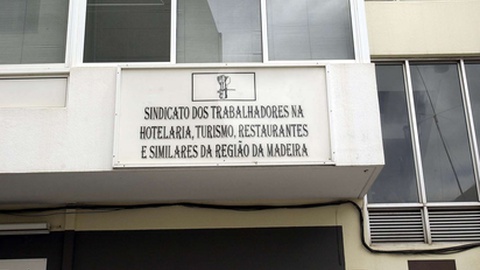 SINDICATO DOS TRABALHADORES NA
HOTELARIA, TURISMO, RESTAURANTES
E SIMILARES DA REGIÃO DA MADEIRA